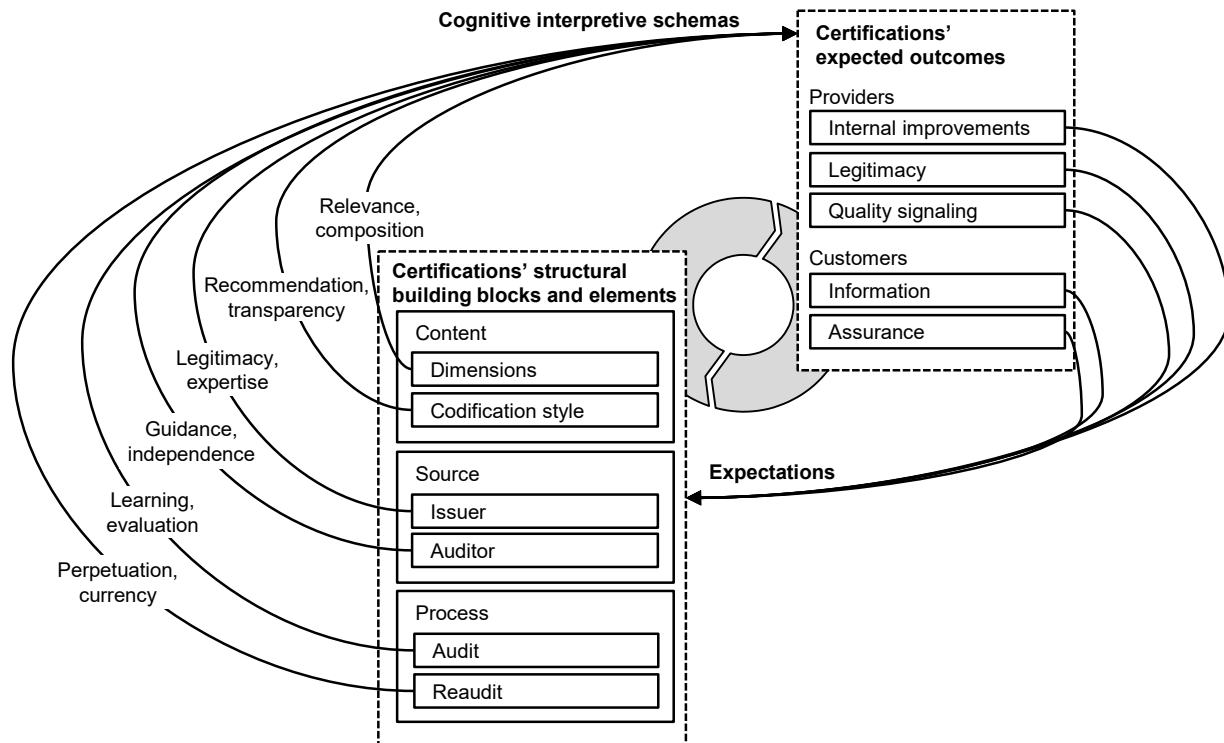 Cognitive interpretive schemas
Certifications’
expected outcomes
Providers
Internal improvements
Legitimacy
Quality signaling
Customers
Information
Assurance
Relevance,
composition
Recommendation,
transparency
Legitimacy,
expertise
Guidance,
independence
Learning,
evaluation
Perpetuation,
currency
Certifications’ structural
building blocks and elements
Content
Dimensions
Codification style
Source
Issuer
Auditor
Process
Audit
Reaudit
Expectations